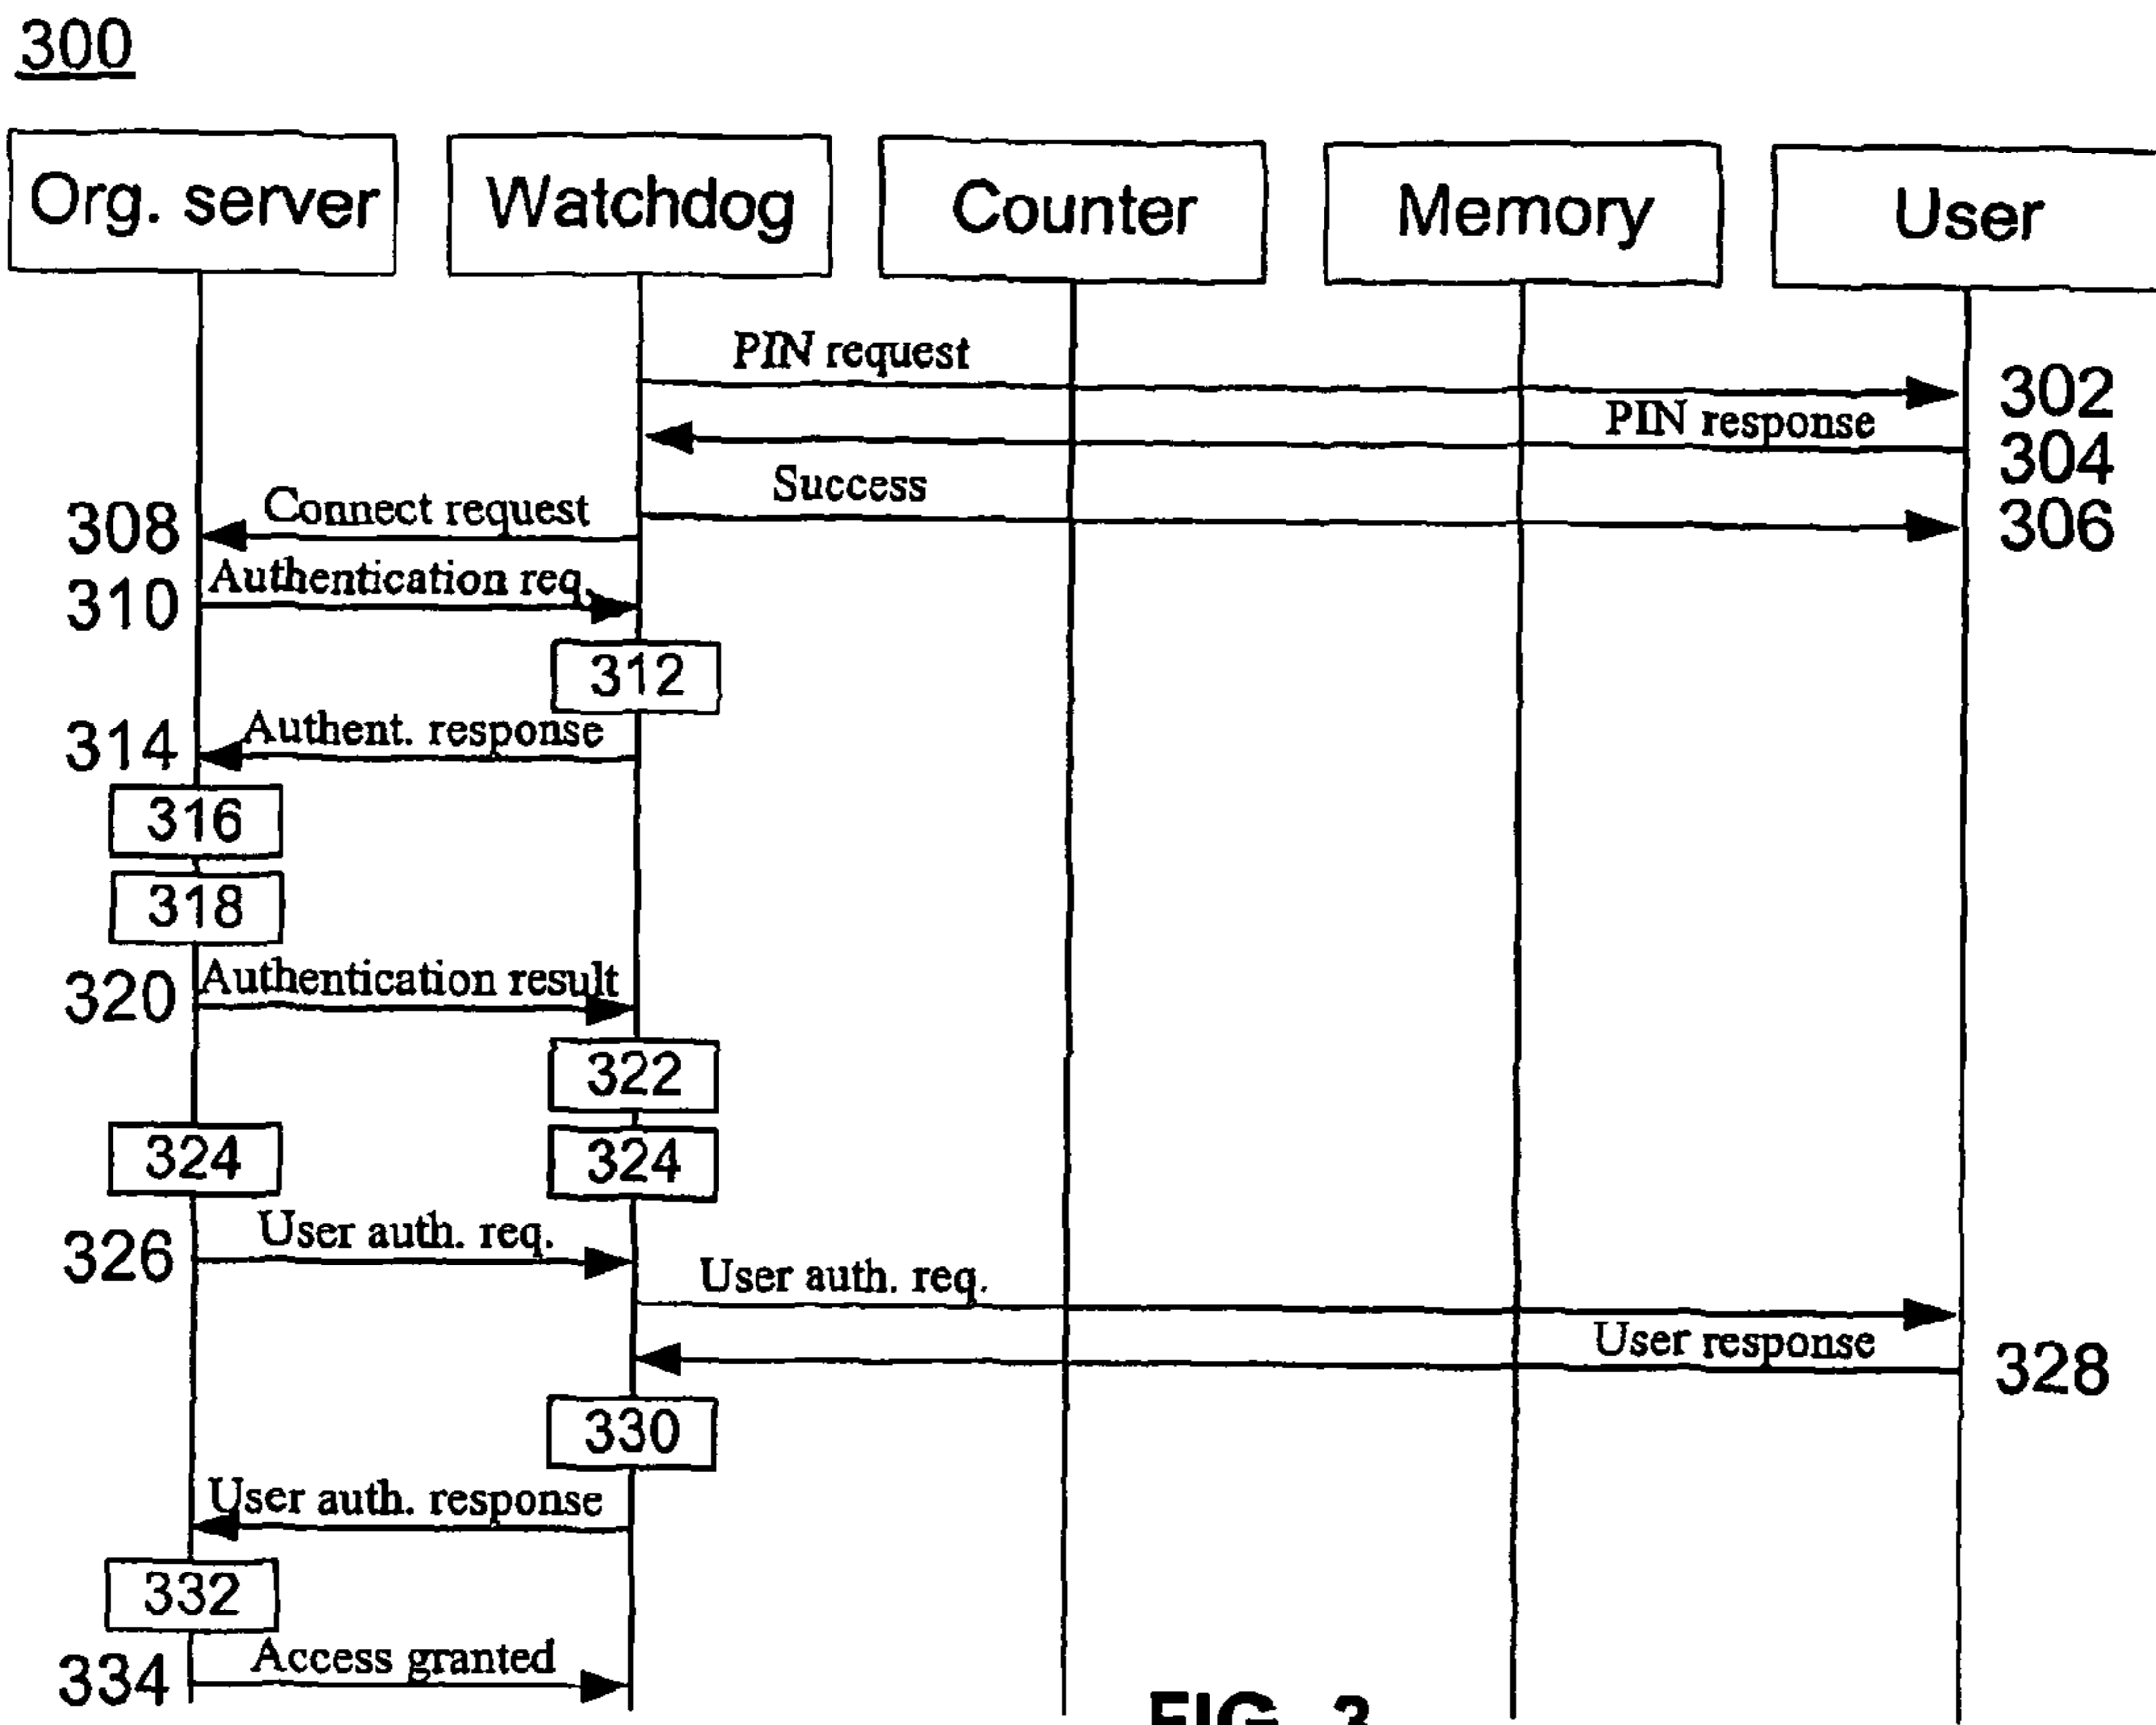 300
Org. server
Watchdog
Counter
Memory
User
PIN request
302
PIN response
304
Success
306
Connect request
308
Authentication req.
310
312
Authent. response
314
316
318
Authentication result
320
322
324
324
User auth. req.
326
User auth. req.
User response
328
330
User auth. response
332
Access granted
334
FIG. 3